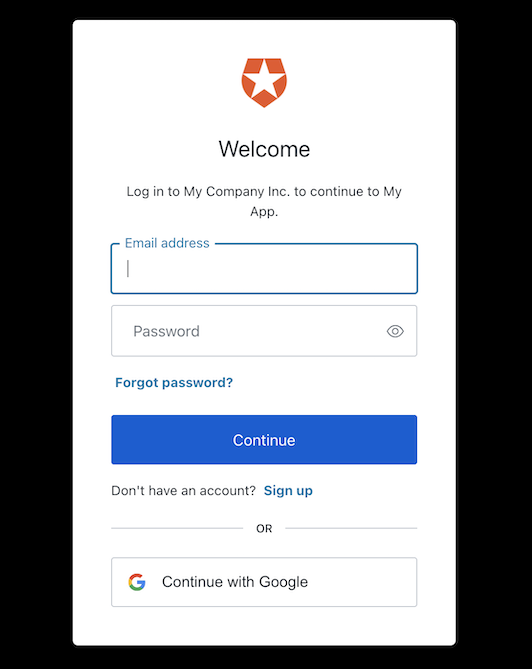 Welcome
Log in to My Company Inc. to continue to My
App.
Email address
Password
Forgot password?
Continue
Don't have an account? Sign up
OR
Continue with Google